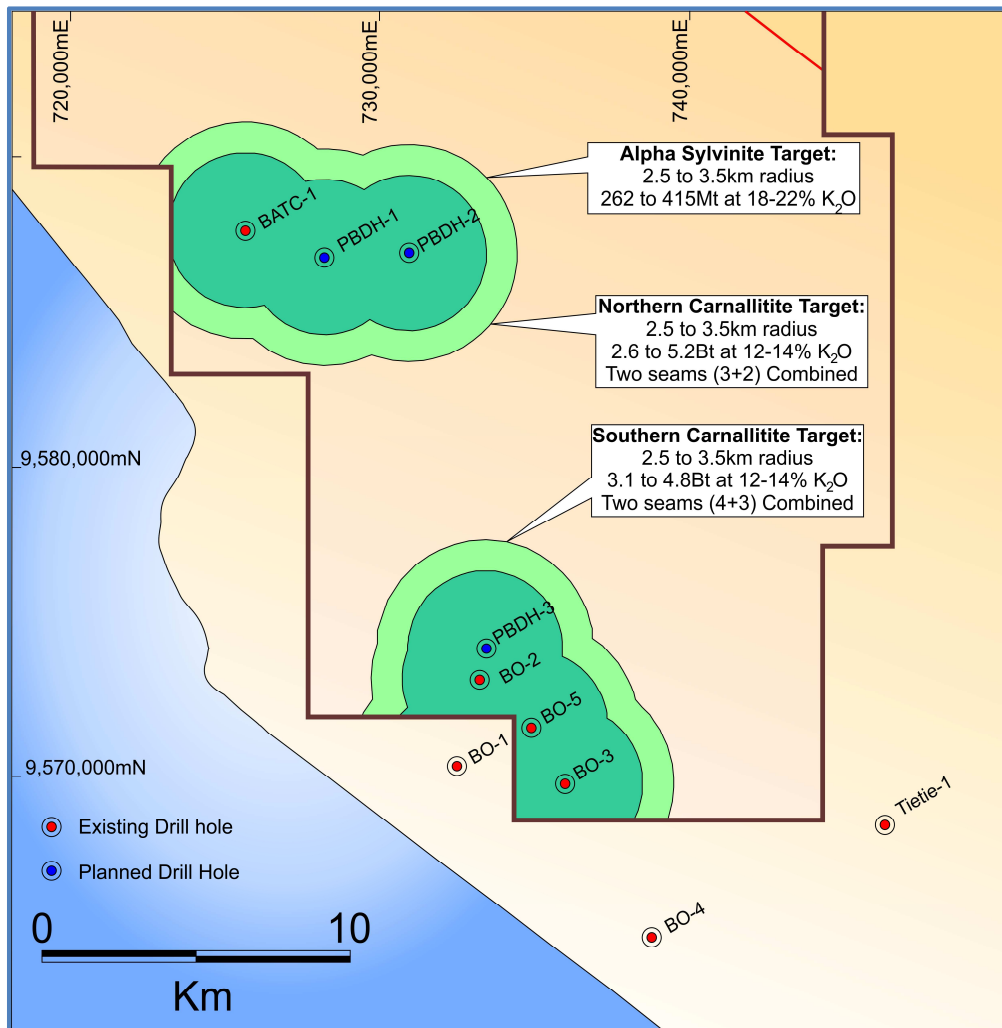 720,000mE
730,000mE
740,000mE
Alpha Sylvinite Target:
2.5 to 3.5km radius
262 to 415Mt at 18-22% K2O
BATC-1
PBDH-1
PBDH-2
Northern Carnallitite Target:
2.5 to 3.5km radius
2.6 to 5.2Bt at 12-14% K2O
Two seams (3+2) Combined
Southern Carnallitite Target:
2.5 to 3.5km radius
3.1 to 4.8Bt at 12-14% K2O
Two seams (4+3) Combined
9,580,000mN
PBDH-3
BO-2
BO-5
BO-1
BO-3
9,570,000mN
Tietie-1
Existing Drill hole
Planned Drill Hole
BO-4
0 10
Km